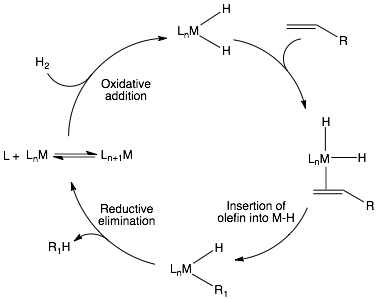 H
LnM
H
R
H2
Oxidative
addition
H
LnM
H
L + LnM
Ln+1M
R
Reductive
elimination
Insertion of
olefin into M-H
R1H
H
LnM
R1